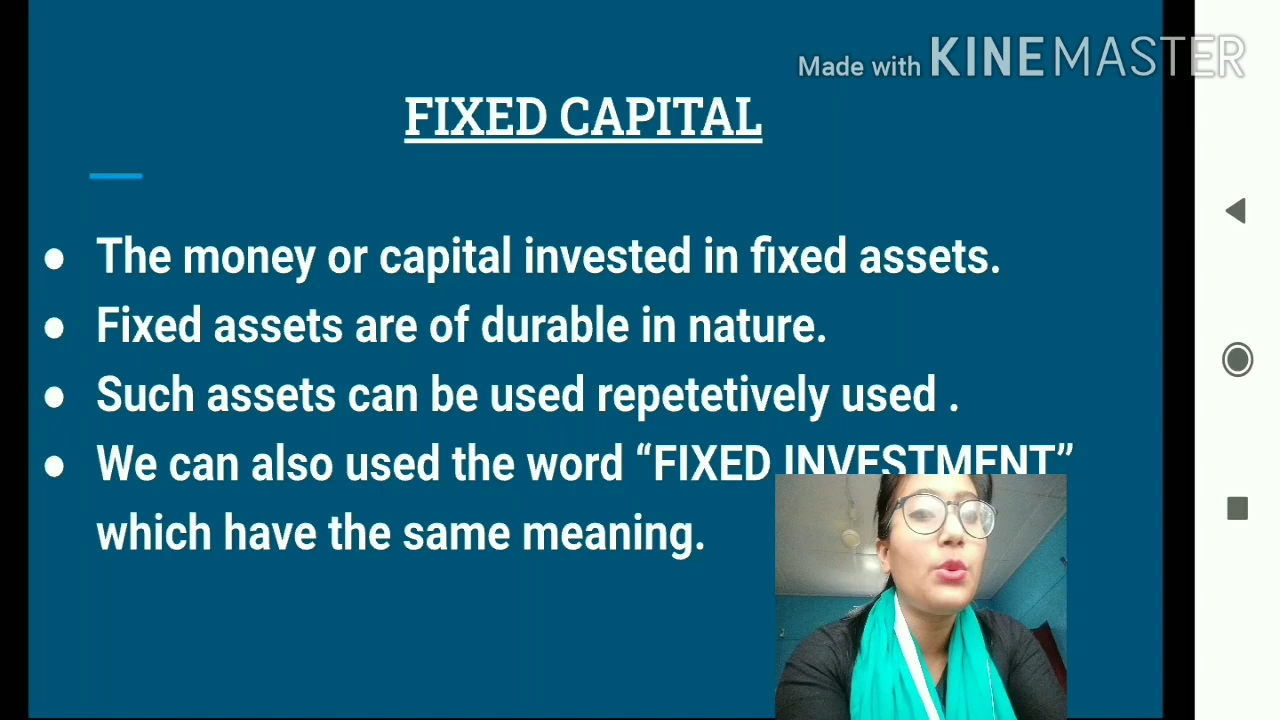 Made with KINEMASTER
FIXED CAPITAL
● The money or capital invested in fixed assets.
● Fixed assets are of durable in nature.
● Such assets can be used repetetively used .
● We can also used the word “FIXED INVESTMENT”
which have the same meaning.